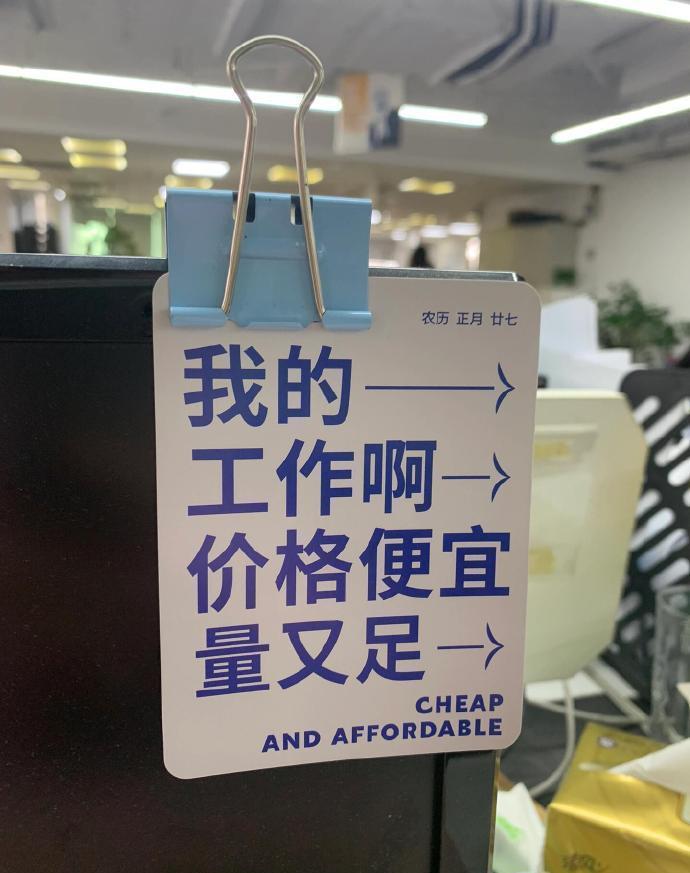 农历 正月 廿七
我的
工作啊
价格便宜
量又足
CHEAP
AND AFFORDABLE